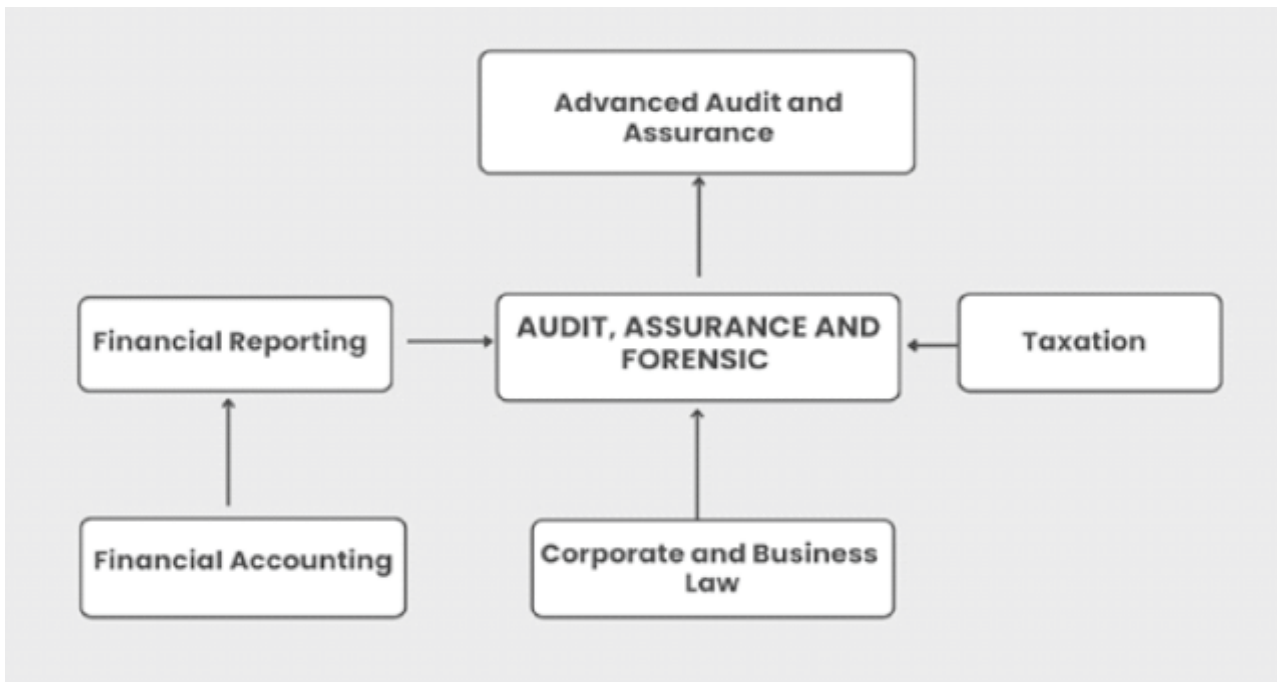 Advanced Audit and
Assurance
Financial Reporting
AUDIT, ASSURANCE AND
FORENSIC
Taxation
Financial Accounting
Corporate and Business
Law